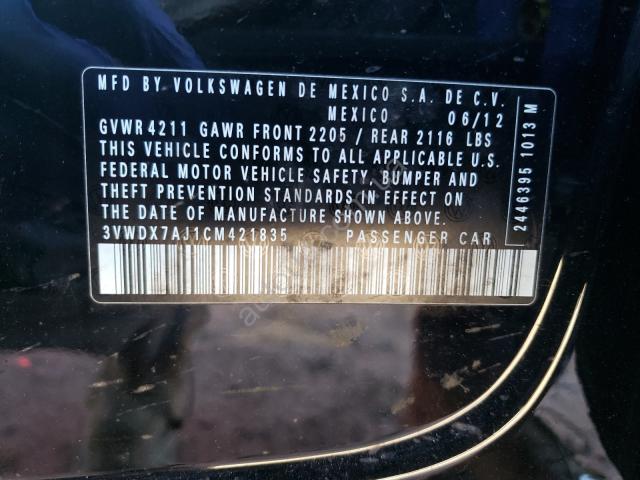 MFD BY VOLKSWAGEN DE MEXICO S.A. DE C.V.
MEXICO 06/12
GVWR 4211 GAWR FRONT 2205 / REAR 2116 LBS
THIS VEHICLE CONFORMS TO ALL APPLICABLE U.S.
FEDERAL MOTOR VEHICLE SAFETY, BUMPER AND
THEFT PREVENTION STANDARDS IN EFFECT ON
THE DATE OF MANUFACTURE SHOWN ABOVE
3VWDX7AJ1CM421835 PASSENGER CAR
2446395 1013 M